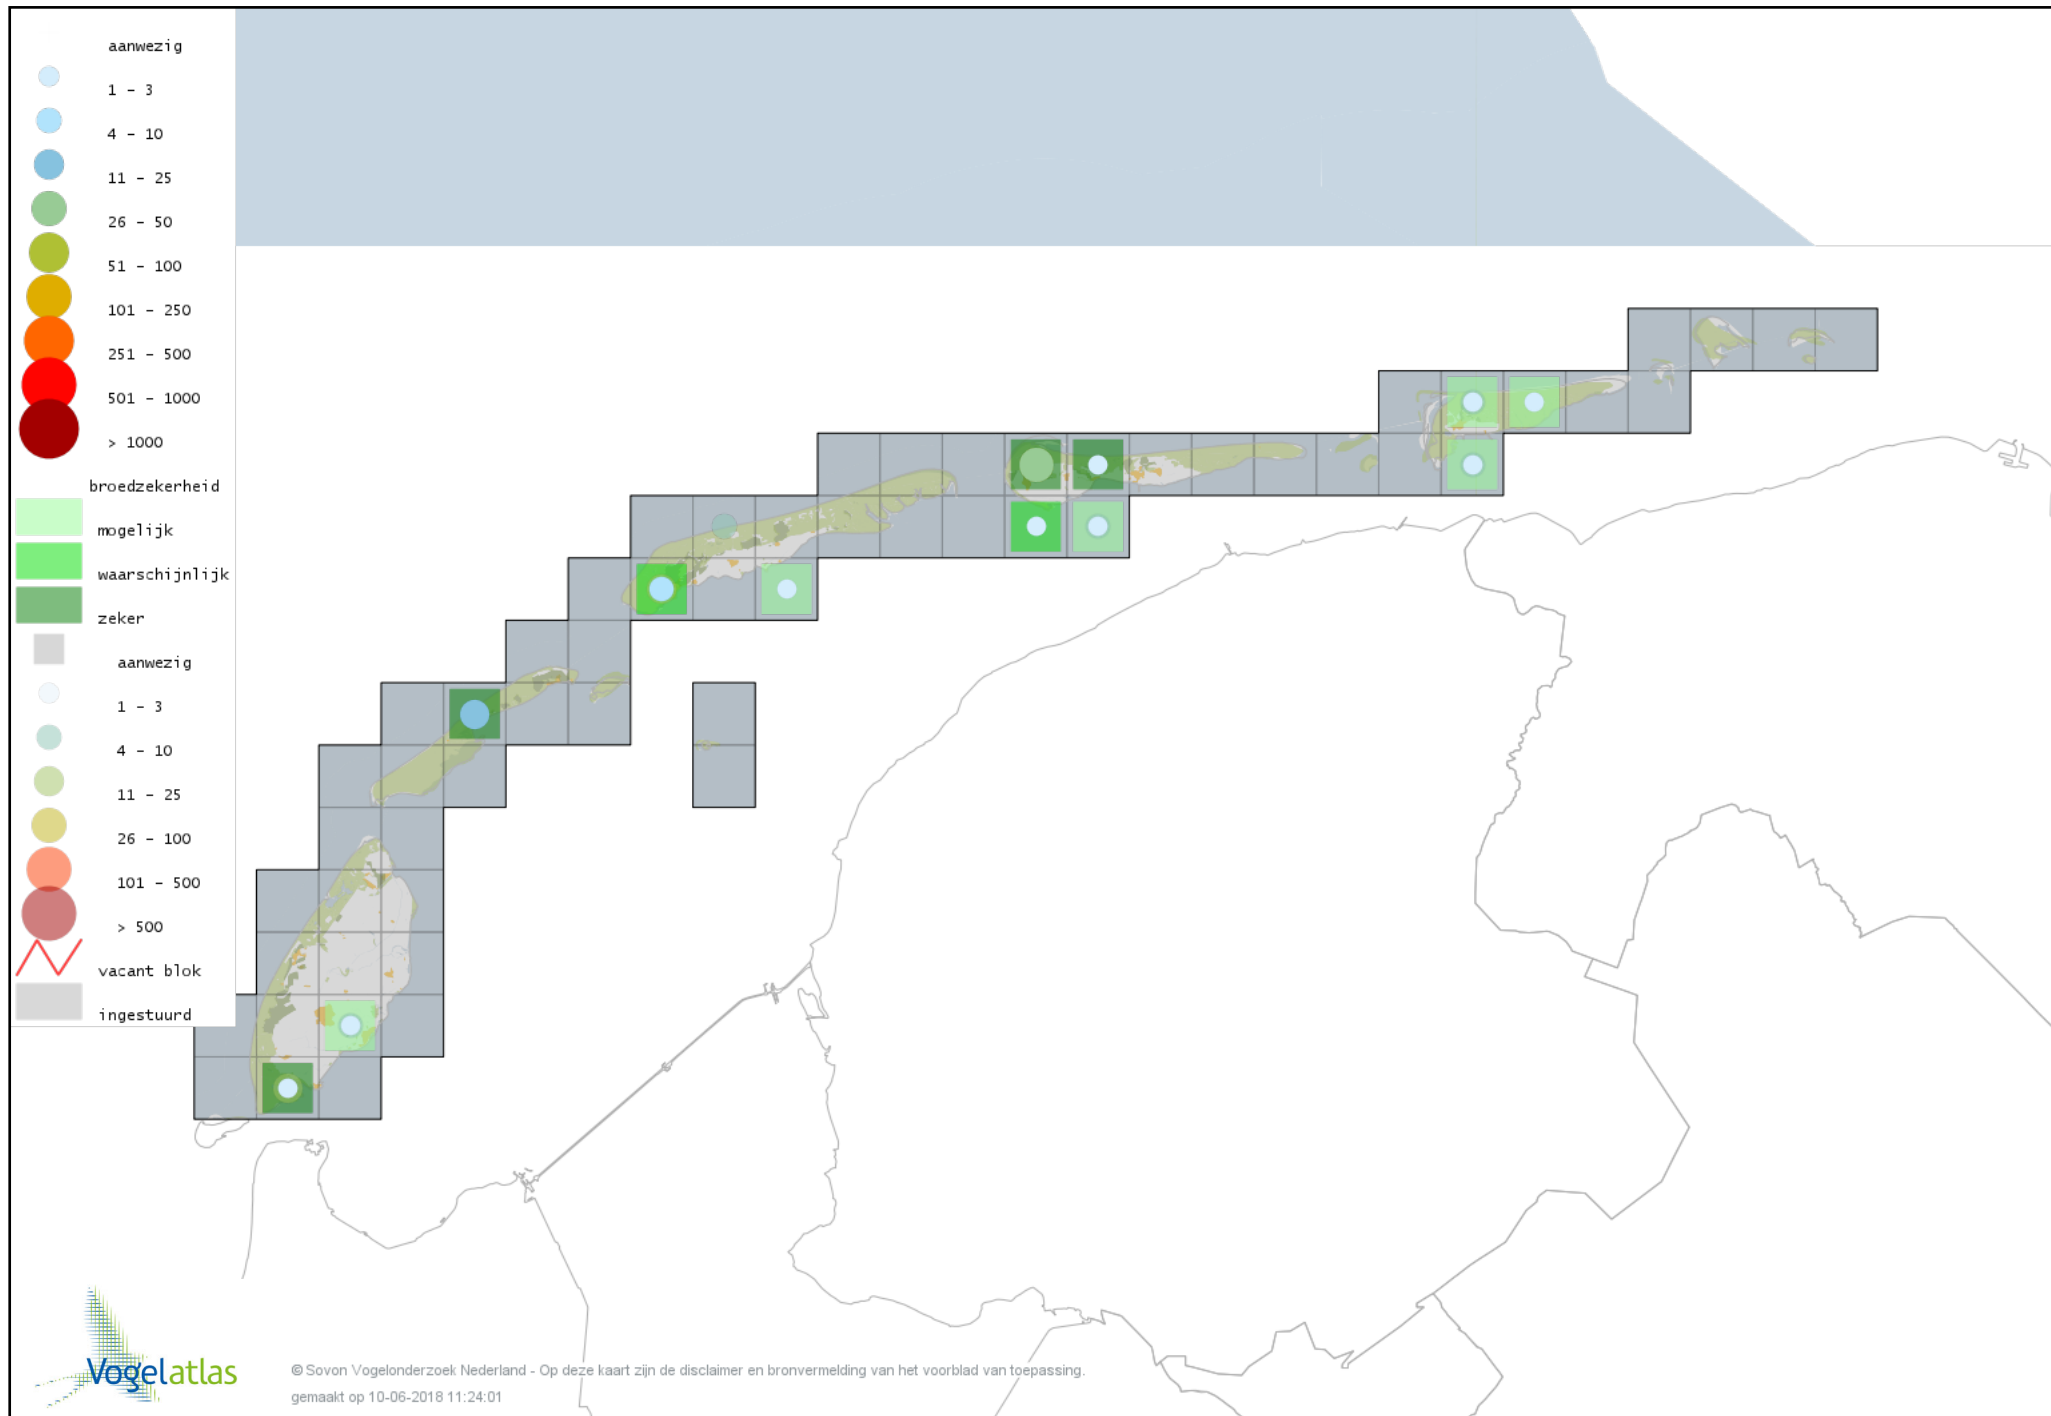 aanwezig
1 - 3
4 - 10
11 - 25
26 - 50
51 - 100
101 - 250
251 - 500
501 - 1000
> 1000
broedzekerheid
mogelijk
waarschijnlijk
zeker
aanwezig
1 - 3
4 - 10
11 - 25
26 - 100
101 - 500
> 500
vacant blok
ingestuurd
Vogelatlas
© Sovon Vogelonderzoek Nederland - Op deze kaart zijn de disclaimer en bronvermelding van het voorblad van toepassing.
gemaakt op 10-06-2018 11:24:01